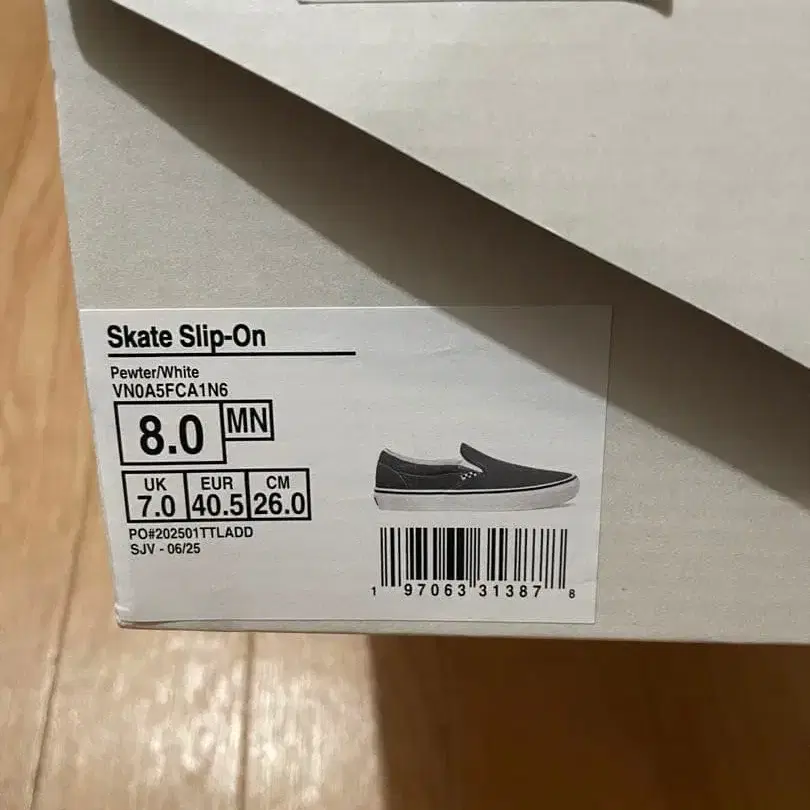 Skate Slip-On
Pewter/White
VN0A5FCA1N6
8.0 MN
UK EUR CM
7.0 40.5 26.0
PO#202501TTLADD
SJV - 06/25
1 97063 31387 8